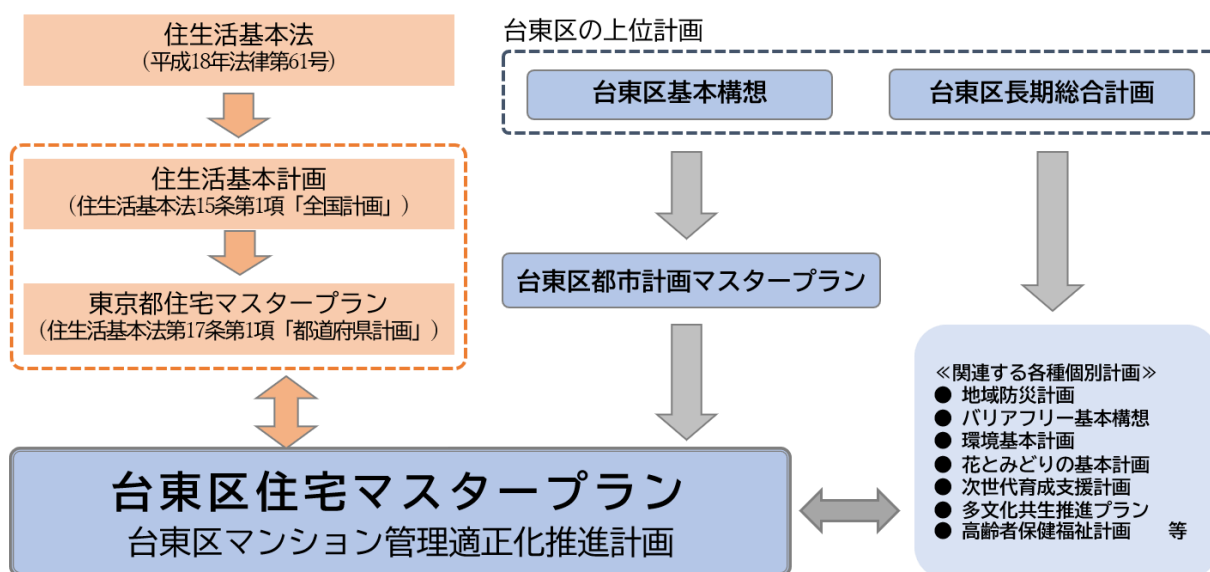 住生活基本法
（平成18年法律第61号）
住生活基本計画
（住生活基本法15条第1項「全国計画」）
東京都住宅マスタープラン
（住生活基本法第17条第1項「都道府県計画」）
台東区の上位計画
台東区基本構想
台東区長期総合計画
台東区都市計画マスタープラン
≪関連する各種個別計画≫
● 地域防災計画
● バリアフリー基本構想
● 環境基本計画
● 花とみどりの基本計画
● 次世代育成支援計画
● 多文化共生推進プラン
● 高齢者保健福祉計画　等
台東区住宅マスタープラン
台東区マンション管理適正化推進計画